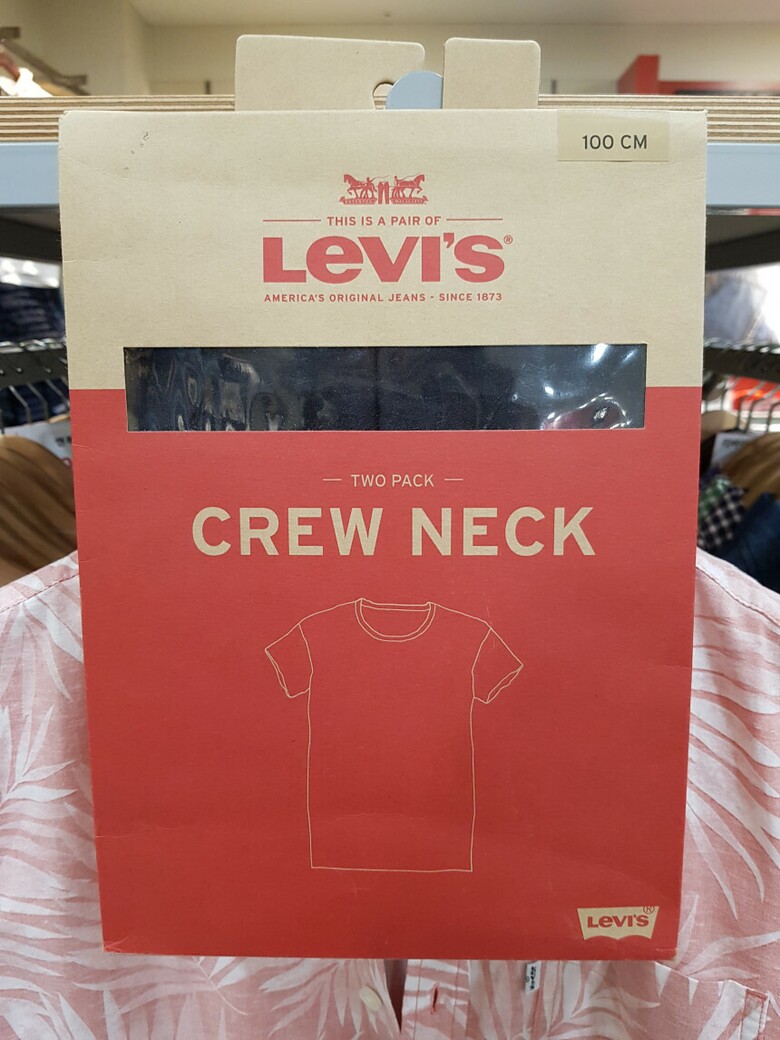 100 CM
THIS IS A PAIR OF
Levi's®
AMERICA'S ORIGINAL JEANS - SINCE 1873
TWO PACK
CREW NECK
Levi's®